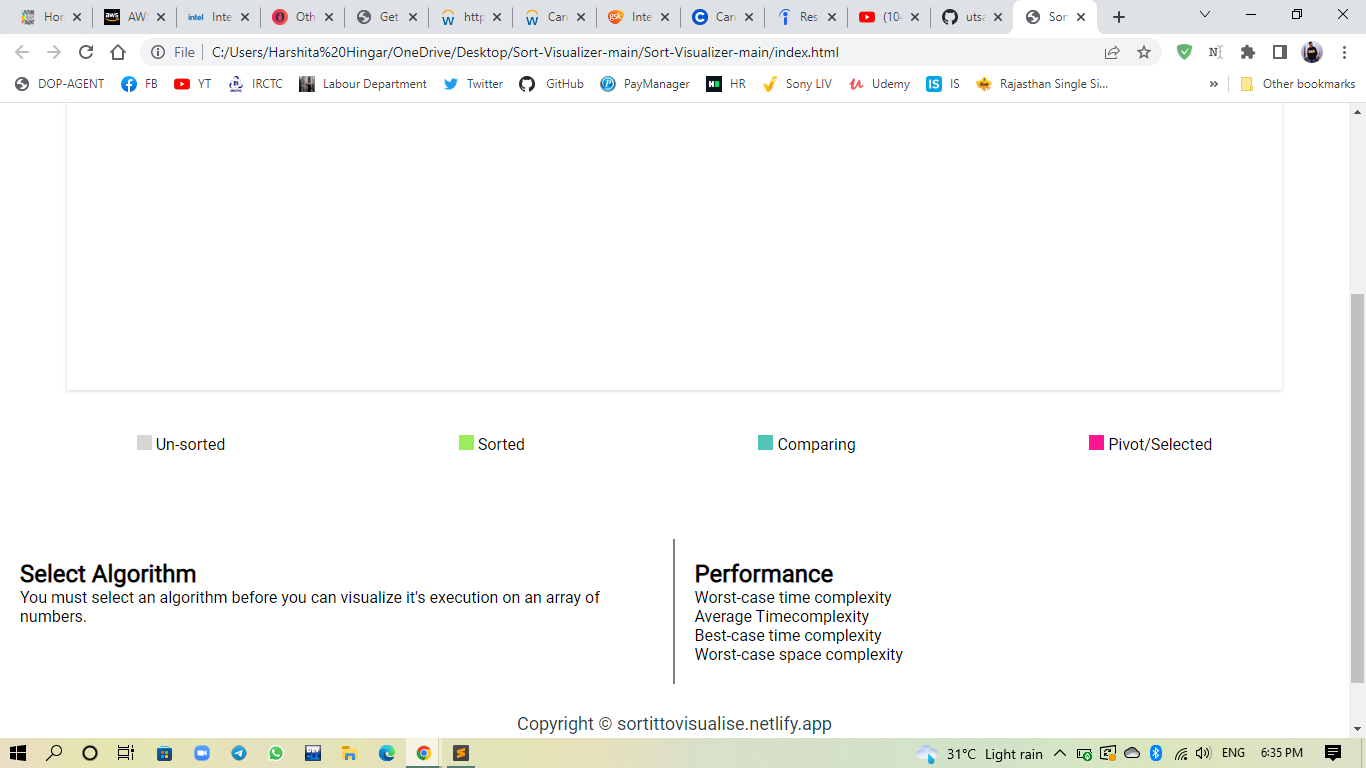 Hor
AW
intel Inte
Oth
Get
http
Car
gsk Inte
Car
Res
(10
utsa
Sor
File C:/Users/Harshita%20Hingar/OneDrive/Desktop/Sort-Visualizer-main/Sort-Visualizer-main/index.html
DOP-AGENT FB YT IRCTC Labour Department Twitter GitHub PayManager HR Sony LIV Udemy IS Rajasthan Single Si... » Other bookmarks
Un-sorted Sorted Comparing Pivot/Selected
Select Algorithm
You must select an algorithm before you can visualize it's execution on an array of
numbers.
Performance
Worst-case time complexity
Average Timecomplexity
Best-case time complexity
Worst-case space complexity
Copyright © sortittovisualise.netlify.app
31°C Light rain ENG 6:35 PM